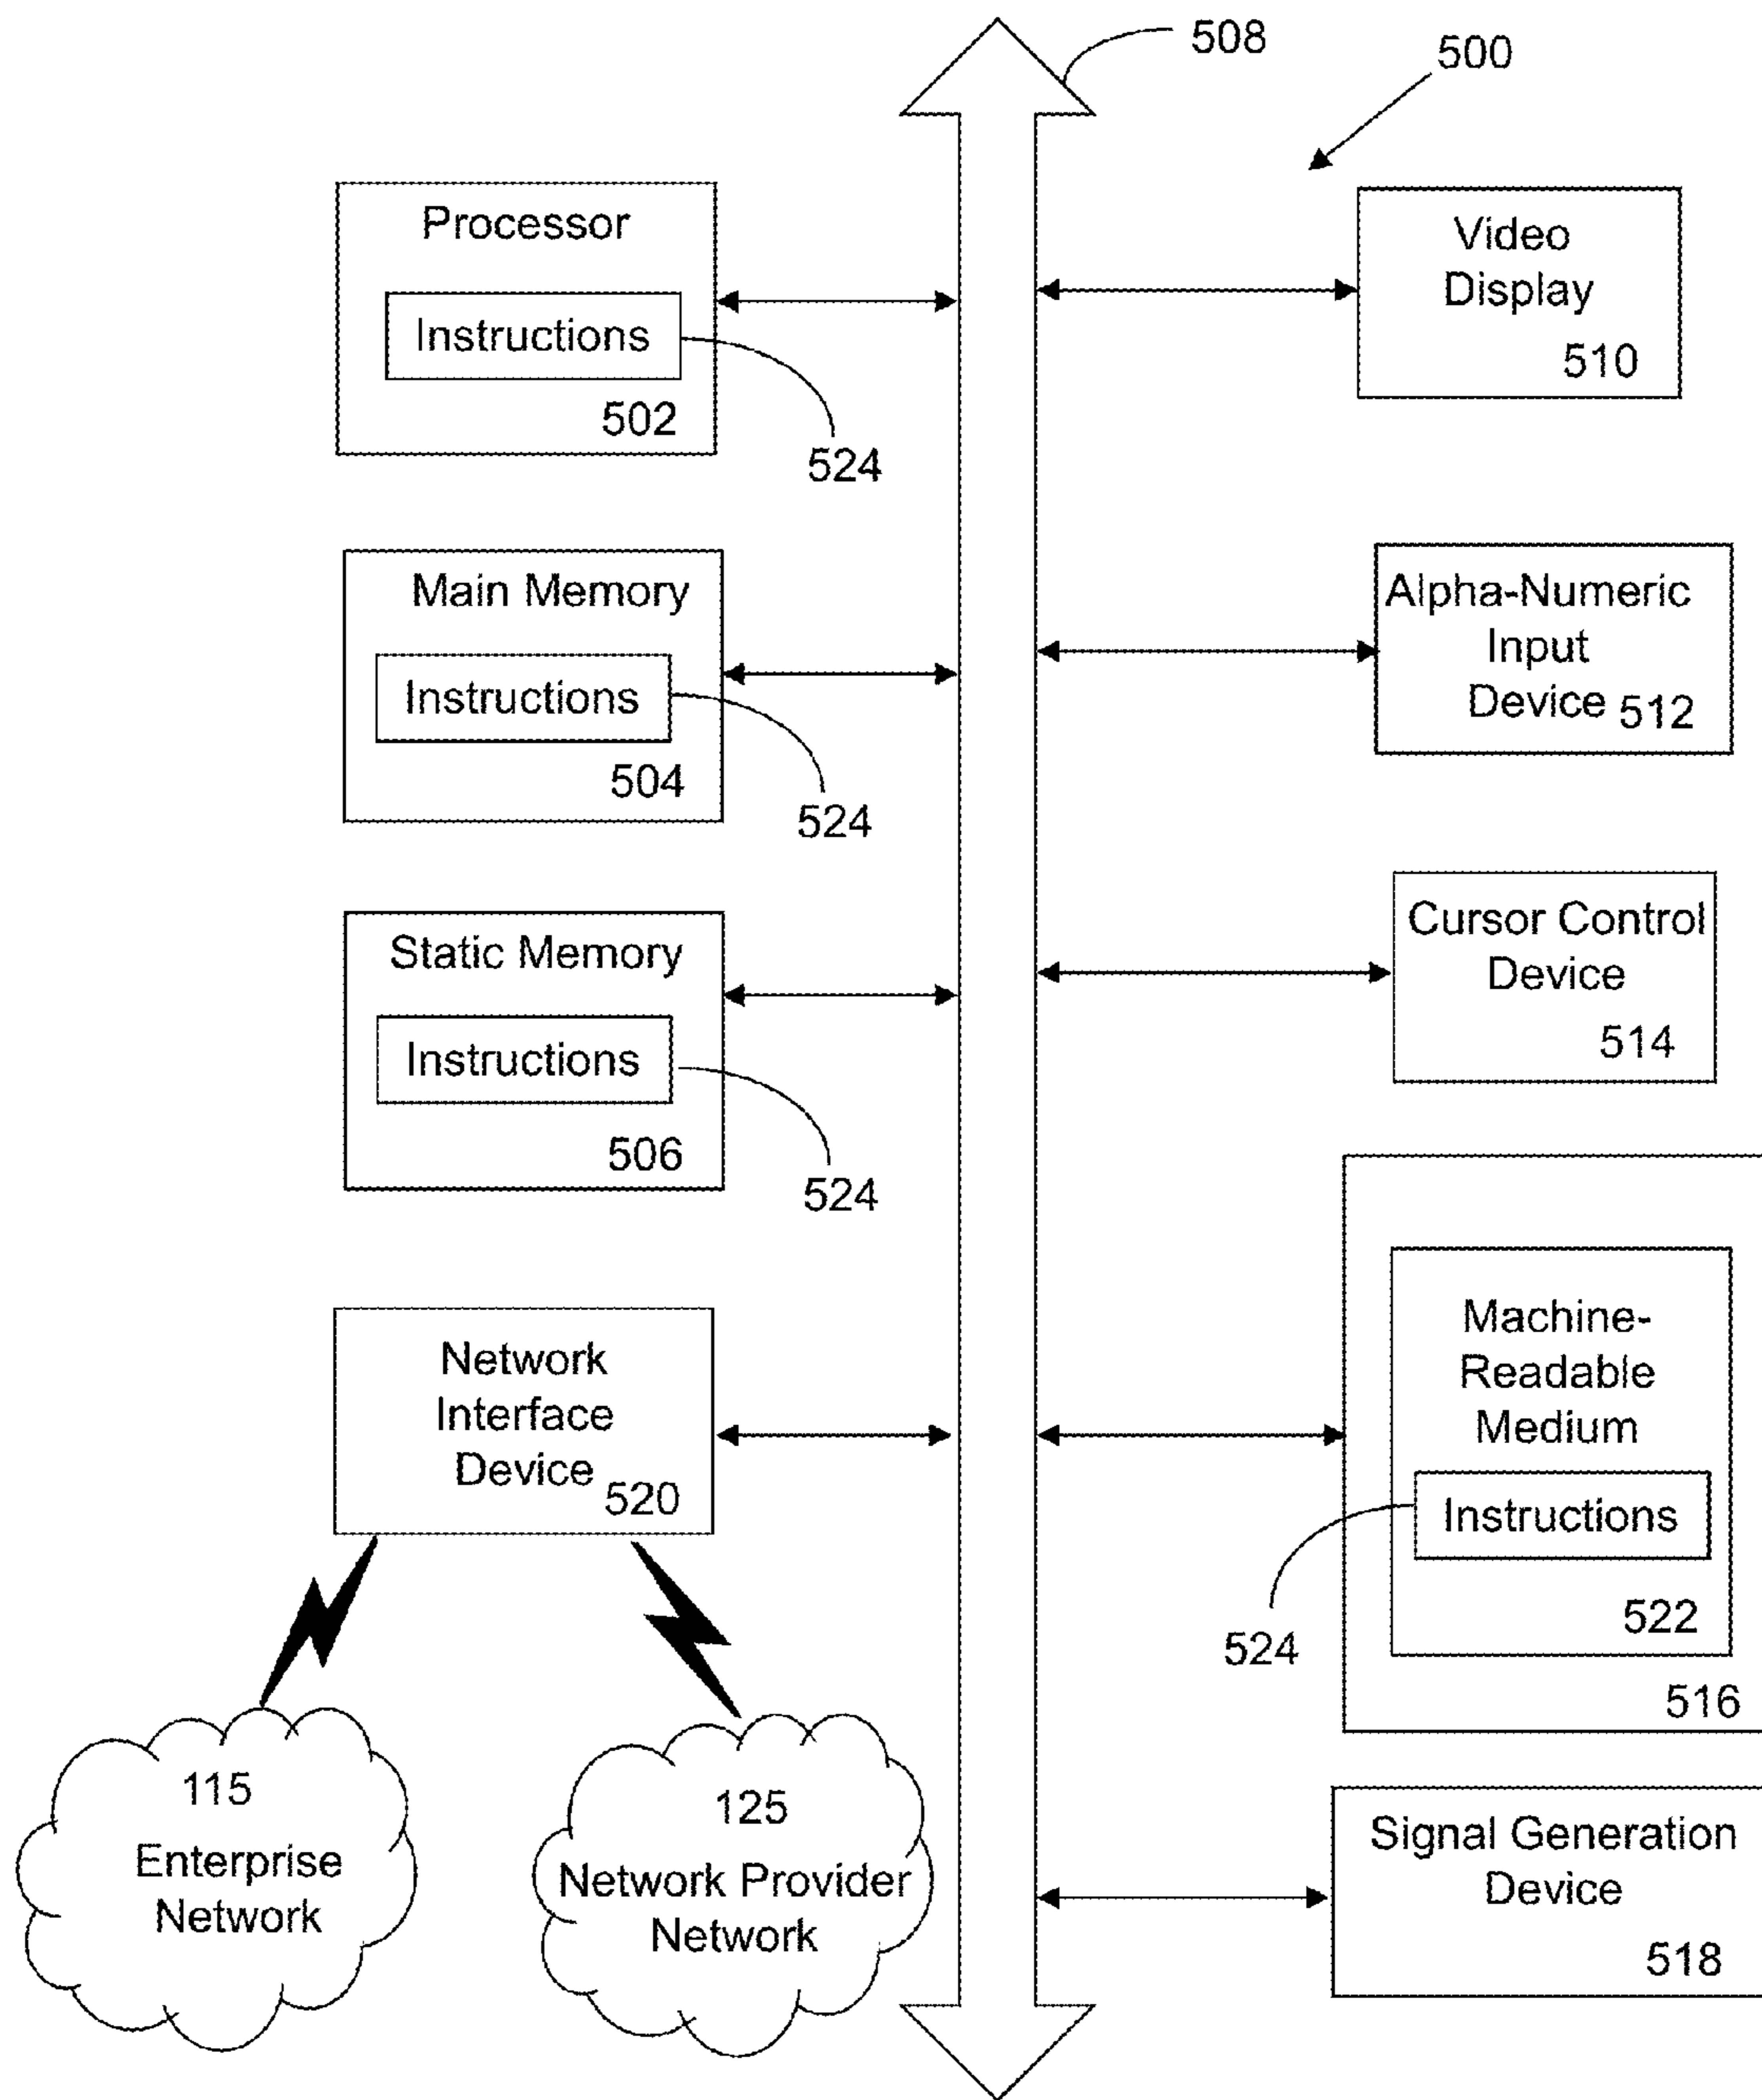 508
500
Processor
Instructions
502
524
Video
Display
510
Main Memory
Instructions
504
524
Alpha-Numeric
Input
Device 512
Static Memory
Instructions
506
524
Cursor Control
Device
514
Network
Interface
Device 520
Machine-
Readable
Medium
Instructions
522
524
516
115
Enterprise
Network
125
Network Provider
Network
Signal Generation
Device
518